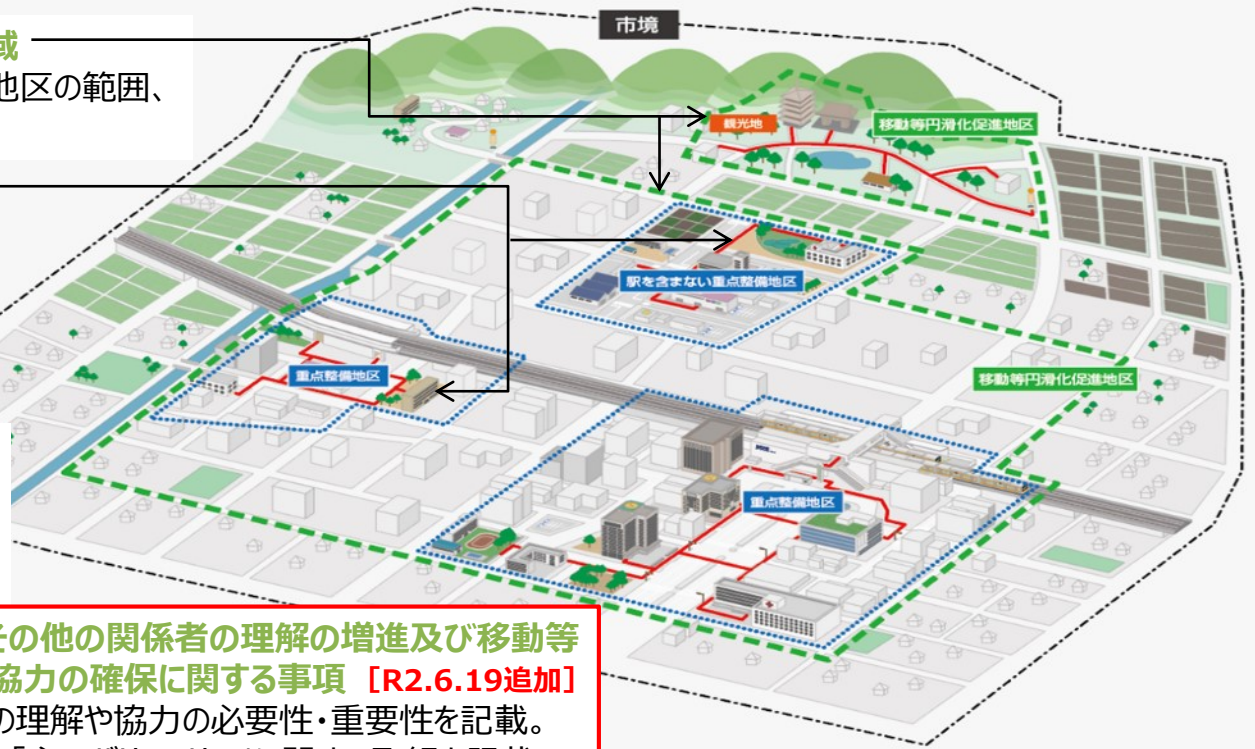 市境
域
地区の範囲、
観光地
移動等円滑化促進地区
駅を含まない重点整備地区
重点整備地区
移動等円滑化促進地区
重点整備地区
その他の関係者の理解の増進及び移動等
協力の確保に関する事項 [R2.6.19追加]
の理解や協力の必要性・重要性を記載。